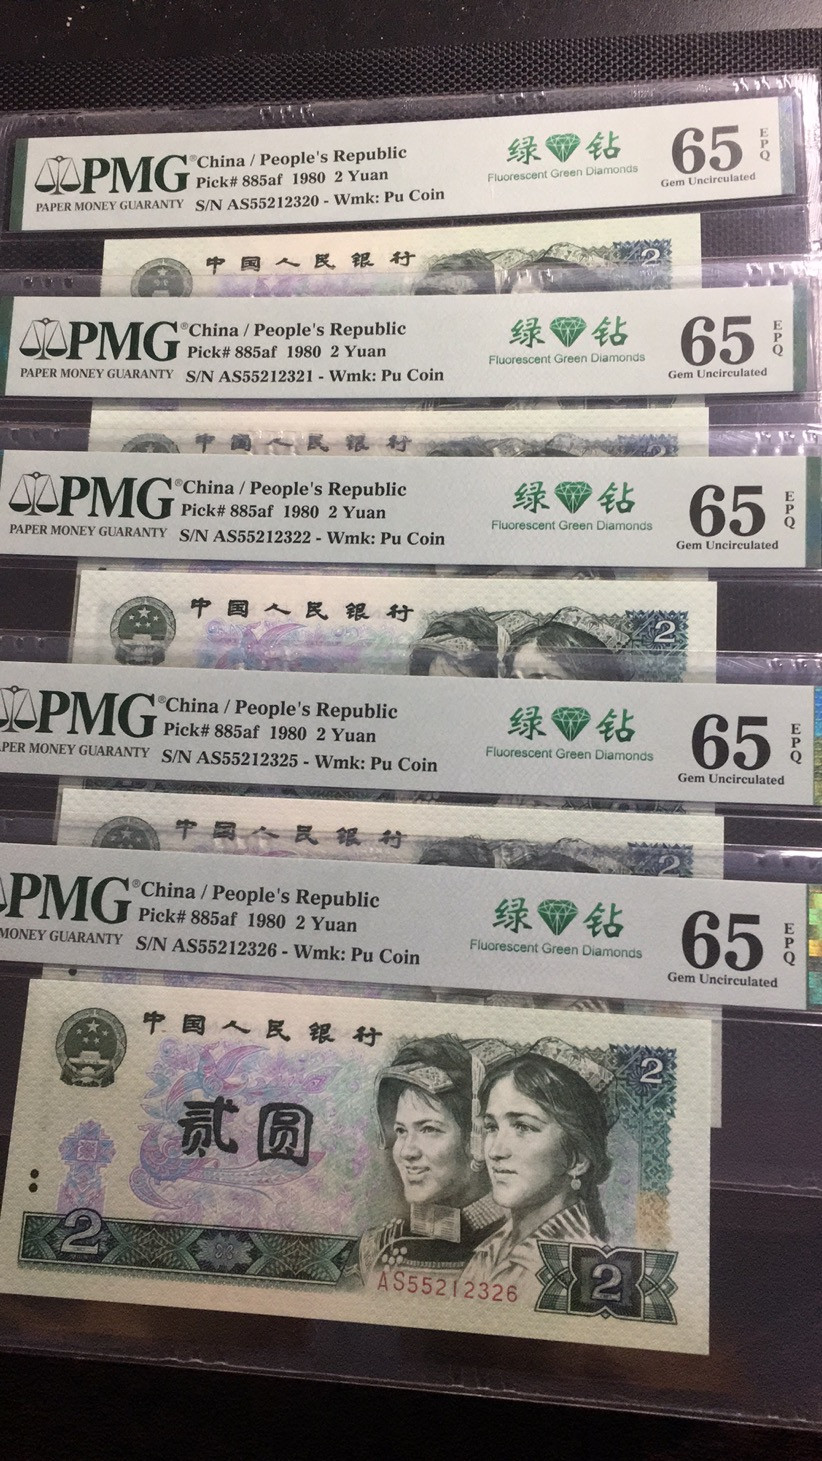 PMG® China / People's Republic
Pick# 885af 1980 2 Yuan
PAPER MONEY GUARANTY S/N AS55212320 - Wmk: Pu Coin
绿 钻
Fluorescent Green Diamonds
65 EPQ
Gem Uncirculated
中国人民银行
2
PMG® China / People's Republic
Pick# 885af 1980 2 Yuan
PAPER MONEY GUARANTY S/N AS55212321 - Wmk: Pu Coin
绿 钻
Fluorescent Green Diamonds
65 EPQ
Gem Uncirculated
中国人民银行
2
PMG® China / People's Republic
Pick# 885af 1980 2 Yuan
PAPER MONEY GUARANTY S/N AS55212322 - Wmk: Pu Coin
绿 钻
Fluorescent Green Diamonds
65 EPQ
Gem Uncirculated
中国人民银行
2
PMG® China / People's Republic
Pick# 885af 1980 2 Yuan
PER MONEY GUARANTY S/N AS55212325 - Wmk: Pu Coin
绿 钻
Fluorescent Green Diamonds
65 EPQ
Gem Uncirculated
中国人民银行
2
PMG® China / People's Republic
Pick# 885af 1980 2 Yuan
MONEY GUARANTY S/N AS55212326 - Wmk: Pu Coin
绿 钻
Fluorescent Green Diamonds
65 EPQ
Gem Uncirculated
中国人民银行
2
贰圆
2
AS55212326
2